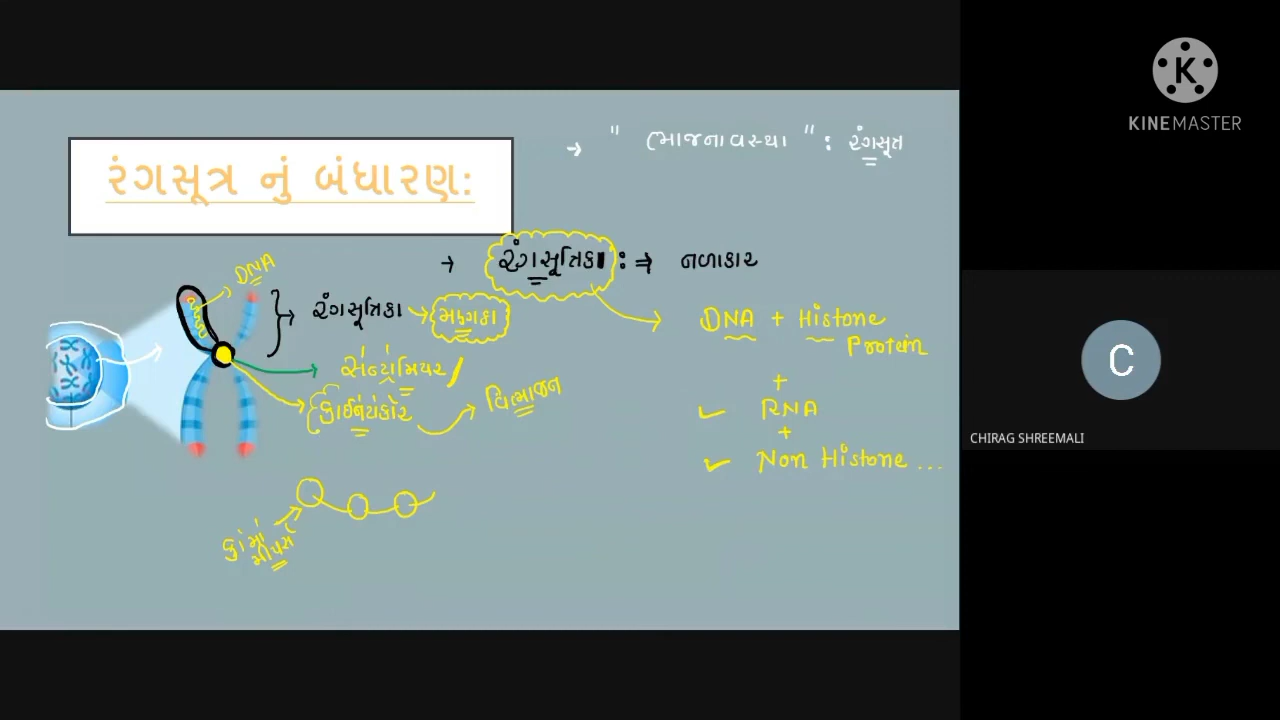 KINEMASTER
→ " ભાજનાવસ્થા " : રંગસૂત્ર
રંગસૂત્ર નું બંધારણ:
→ રંગસૂત્રિકા : ⇒ નળાકાર
DNA
રંગસૂત્રિકા → મણકા
DNA + Histone
Protein
સેન્ટ્રોમિયર
કાઈનેટોકોર → વિભાજન
+
✓ RNA
+
✓ Non Histone ...
CHIRAG SHREEMALI
C